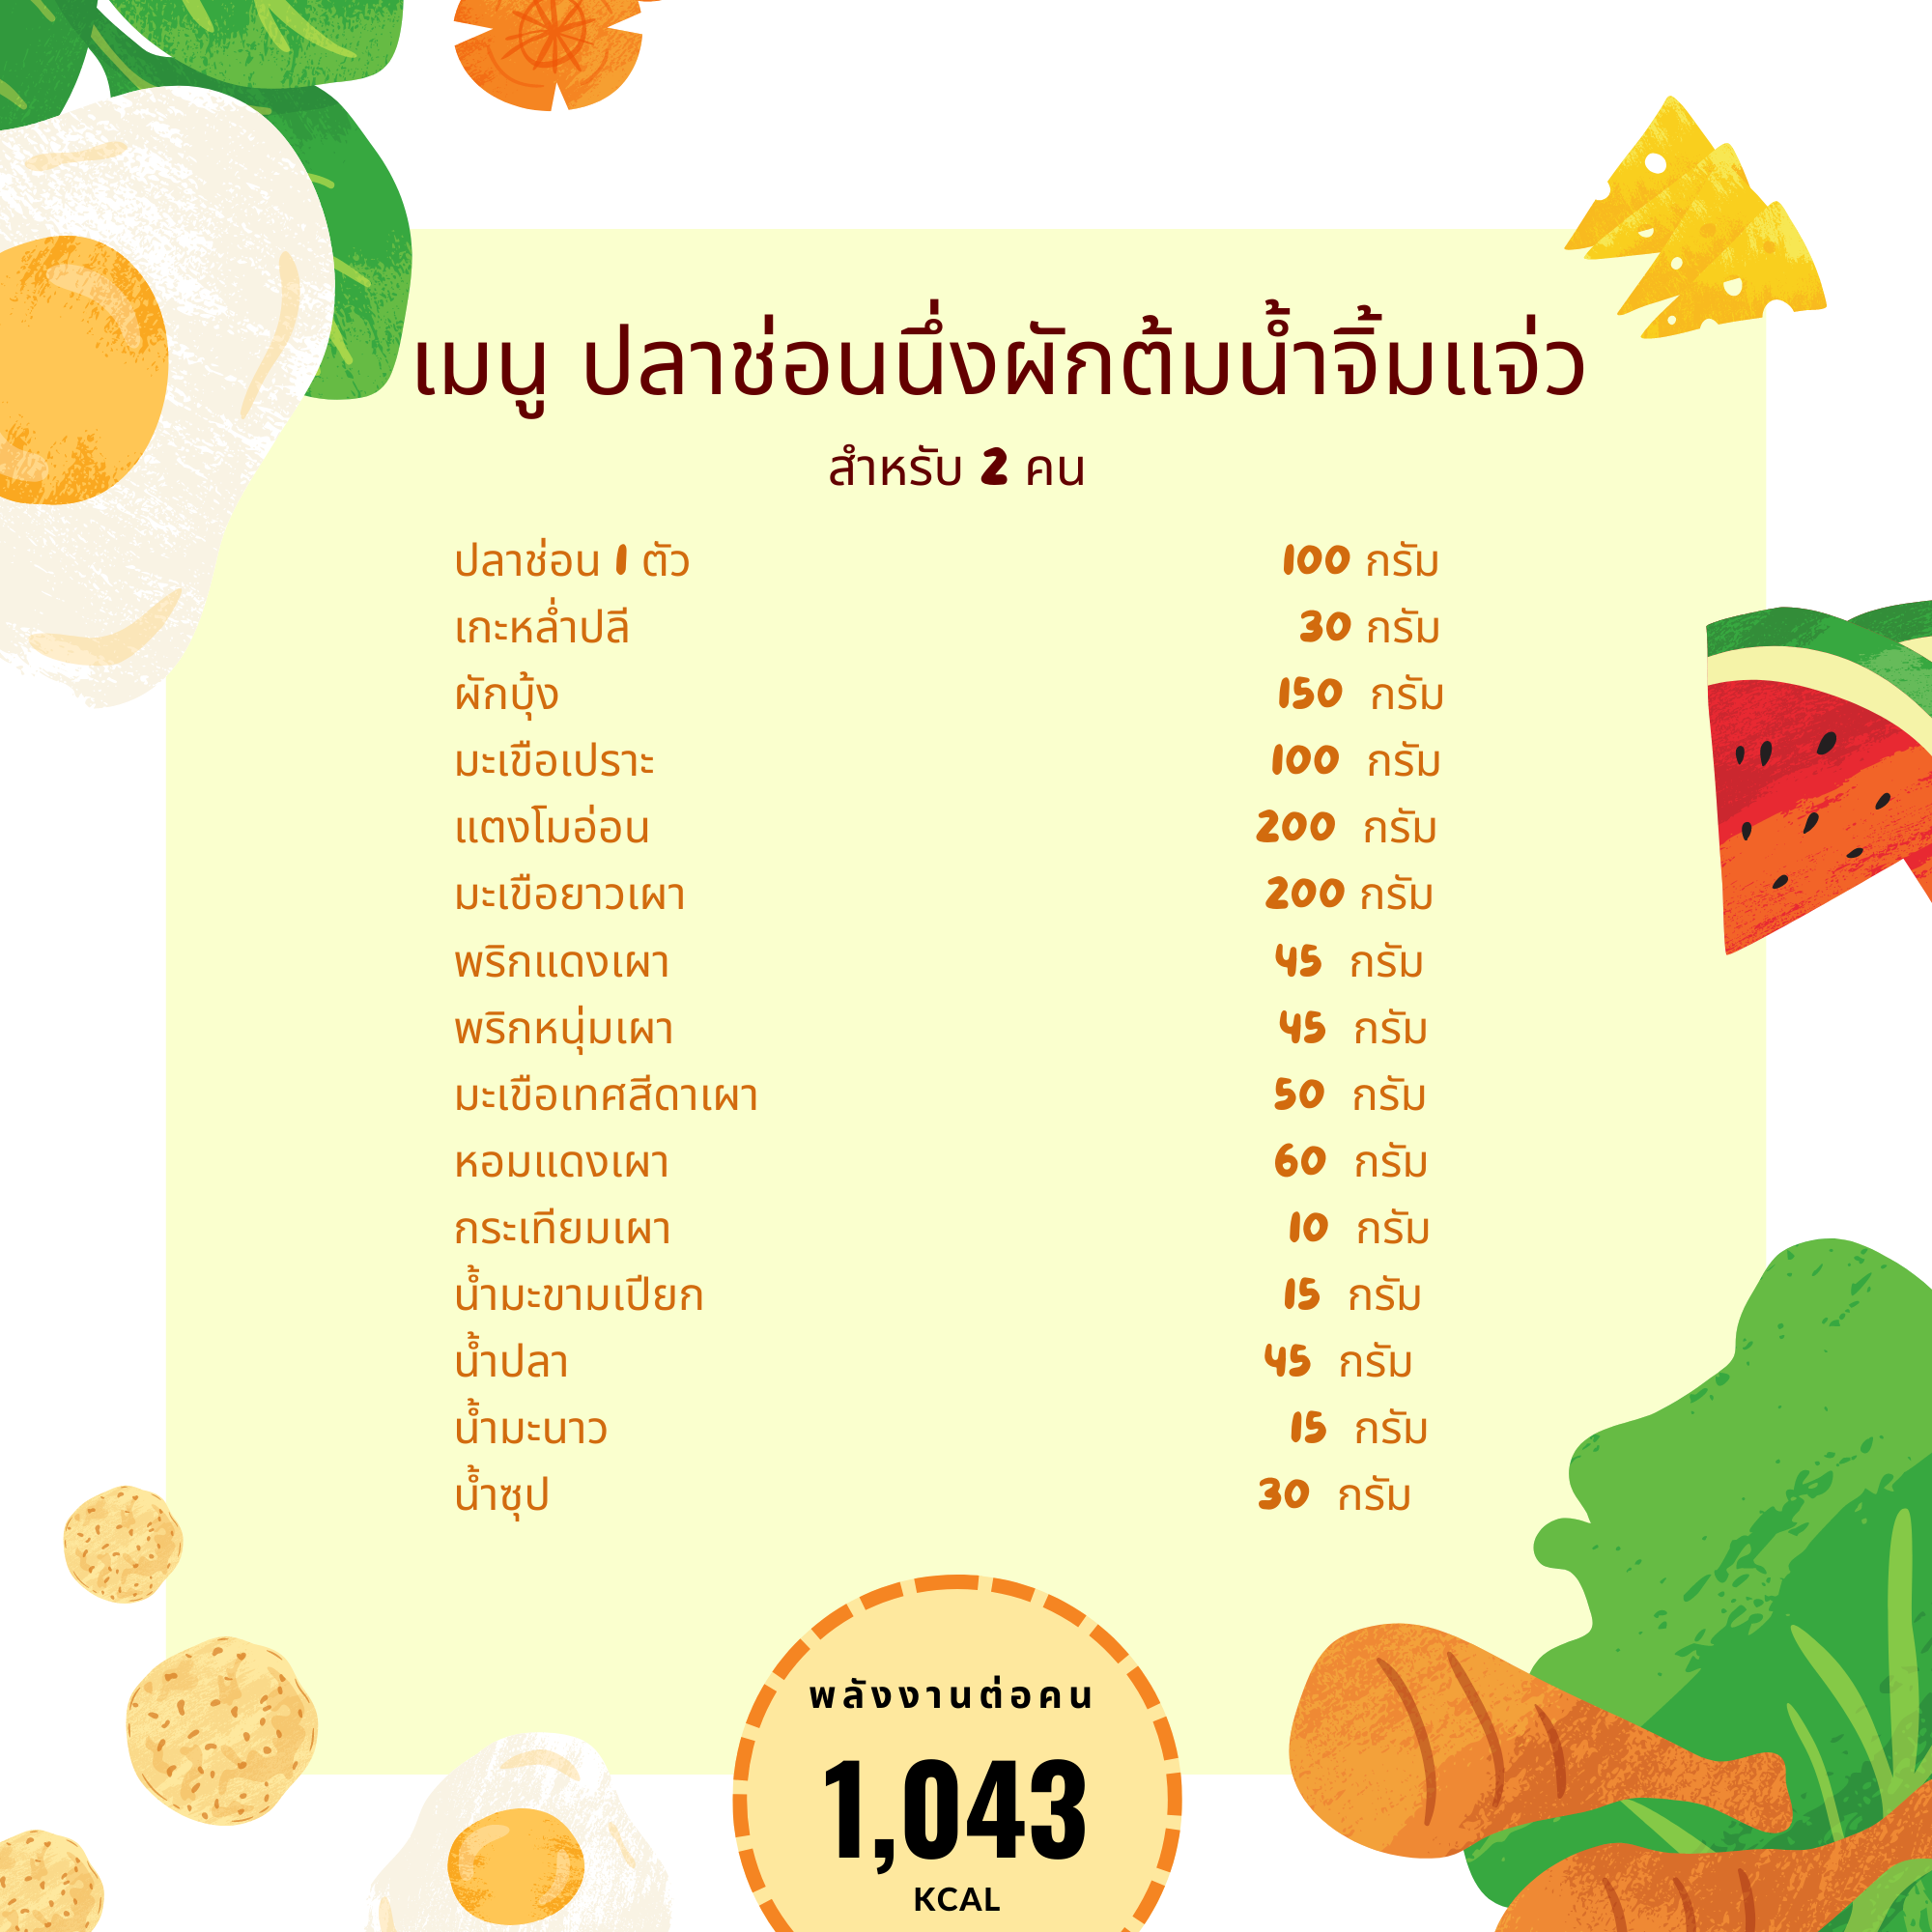 เมนู ปลาช่อนนึ่งผักต้มน้ำจิ้มแจ่ว
สำหรับ 2 คน
ปลาช่อน 1 ตัว 100 กรัม
เกะหล่ำปลี 30 กรัม
ผักบุ้ง 150 กรัม
มะเขือเปราะ 100 กรัม
แตงโมอ่อน 200 กรัม
มะเขือยาวเผา 200 กรัม
พริกแดงเผา 45 กรัม
พริกหนุ่มเผา 45 กรัม
มะเขือเทศสีดาเผา 50 กรัม
หอมแดงเผา 60 กรัม
กระเทียมเผา 10 กรัม
น้ำมะขามเปียก 15 กรัม
น้ำปลา 45 กรัม
น้ำมะนาว 15 กรัม
น้ำซุป 30 กรัม
พลังงานต่อคน
1,043
KCAL